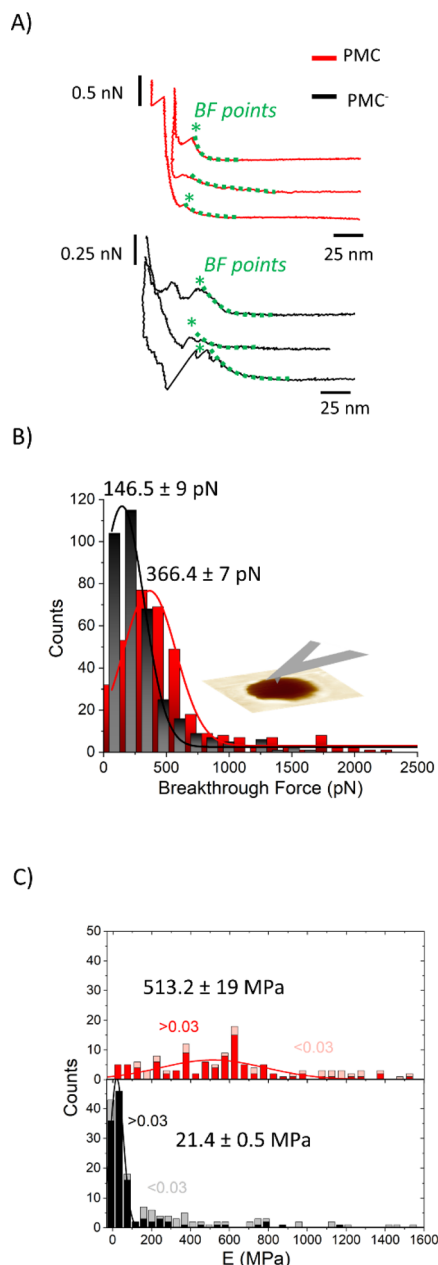 A)
PMC
0.5 nN
PMC-
BF points
*
*
25 nm
0.25 nN
BF points
*
*
*
25 nm
B)
146.5 ± 9 pN
366.4 ± 7 pN
120
100
80
60
40
20
0
Counts
0 500 1000 1500 2000 2500
Breakthrough Force (pN)
C)
50
40
30
20
10
0
513.2 ± 19 MPa
>0.03
<0.03
Counts
40
30
20
10
0
>0.03
21.4 ± 0.5 MPa
<0.03
0 200 400 600 800 1000 1200 1400 1600
E (MPa)